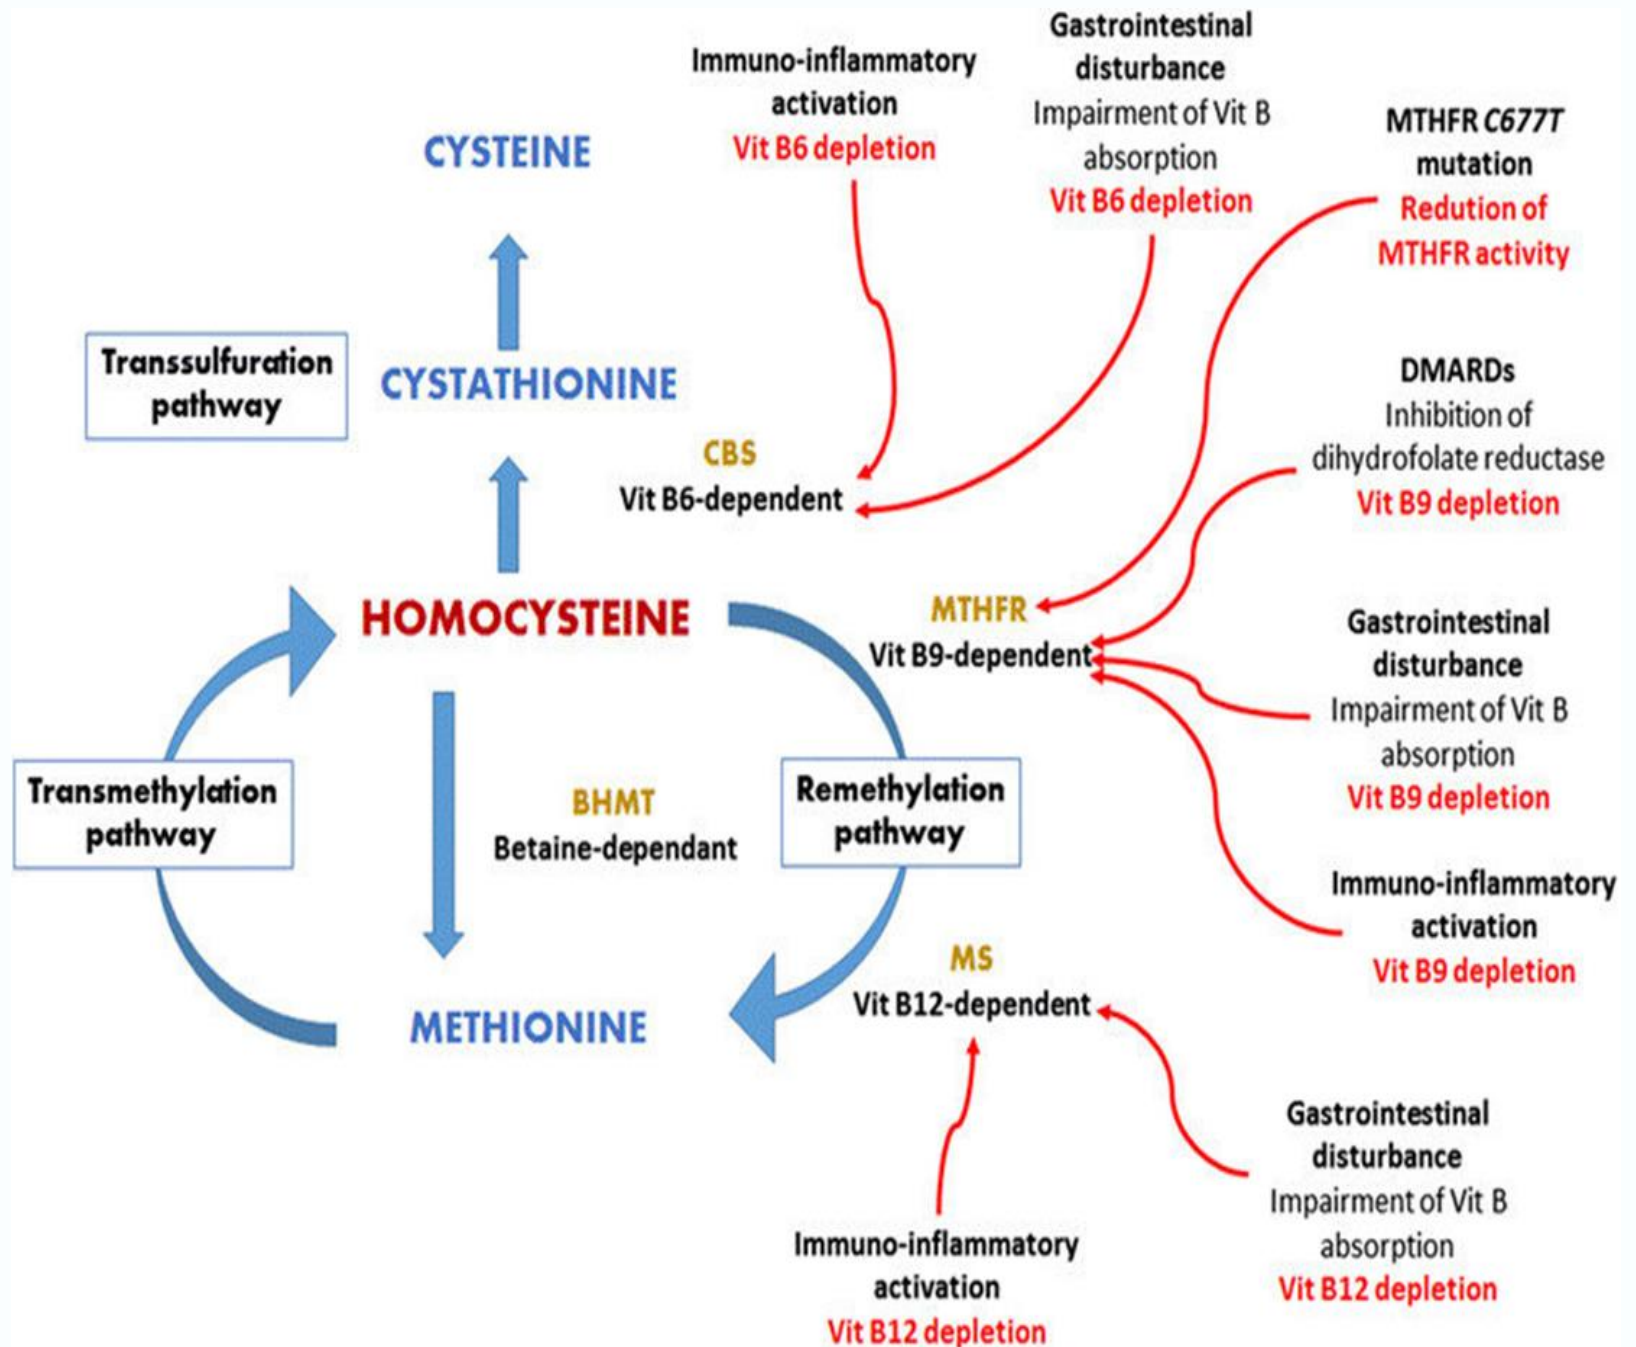 Immuno-inflammatory
activation
Vit B6 depletion
Gastrointestinal
disturbance
Impairment of Vit B
absorption
Vit B6 depletion
MTHFR C677T
mutation
Redution of
MTHFR activity
CYSTEINE
Transsulfuration
pathway
CYSTATHIONINE
CBS
Vit B6-dependent
DMARDs
Inhibition of
dihydrofolate reductase
Vit B9 depletion
HOMOCYSTEINE
MTHFR
Vit B9-dependent
Gastrointestinal
disturbance
Impairment of Vit B
absorption
Vit B9 depletion
Transmethylation
pathway
BHMT
Betaine-dependant
Remethylation
pathway
Immuno-inflammatory
activation
Vit B9 depletion
METHIONINE
MS
Vit B12-dependent
Gastrointestinal
disturbance
Impairment of Vit B
absorption
Vit B12 depletion
Immuno-inflammatory
activation
Vit B12 depletion